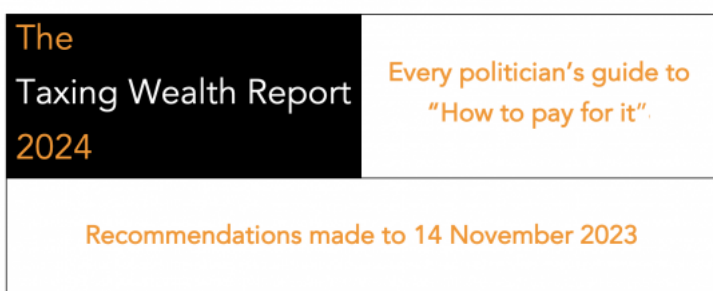 The
Taxing Wealth Report
2024
Every politician’s guide to
“How to pay for it”
Recommendations made to 14 November 2023